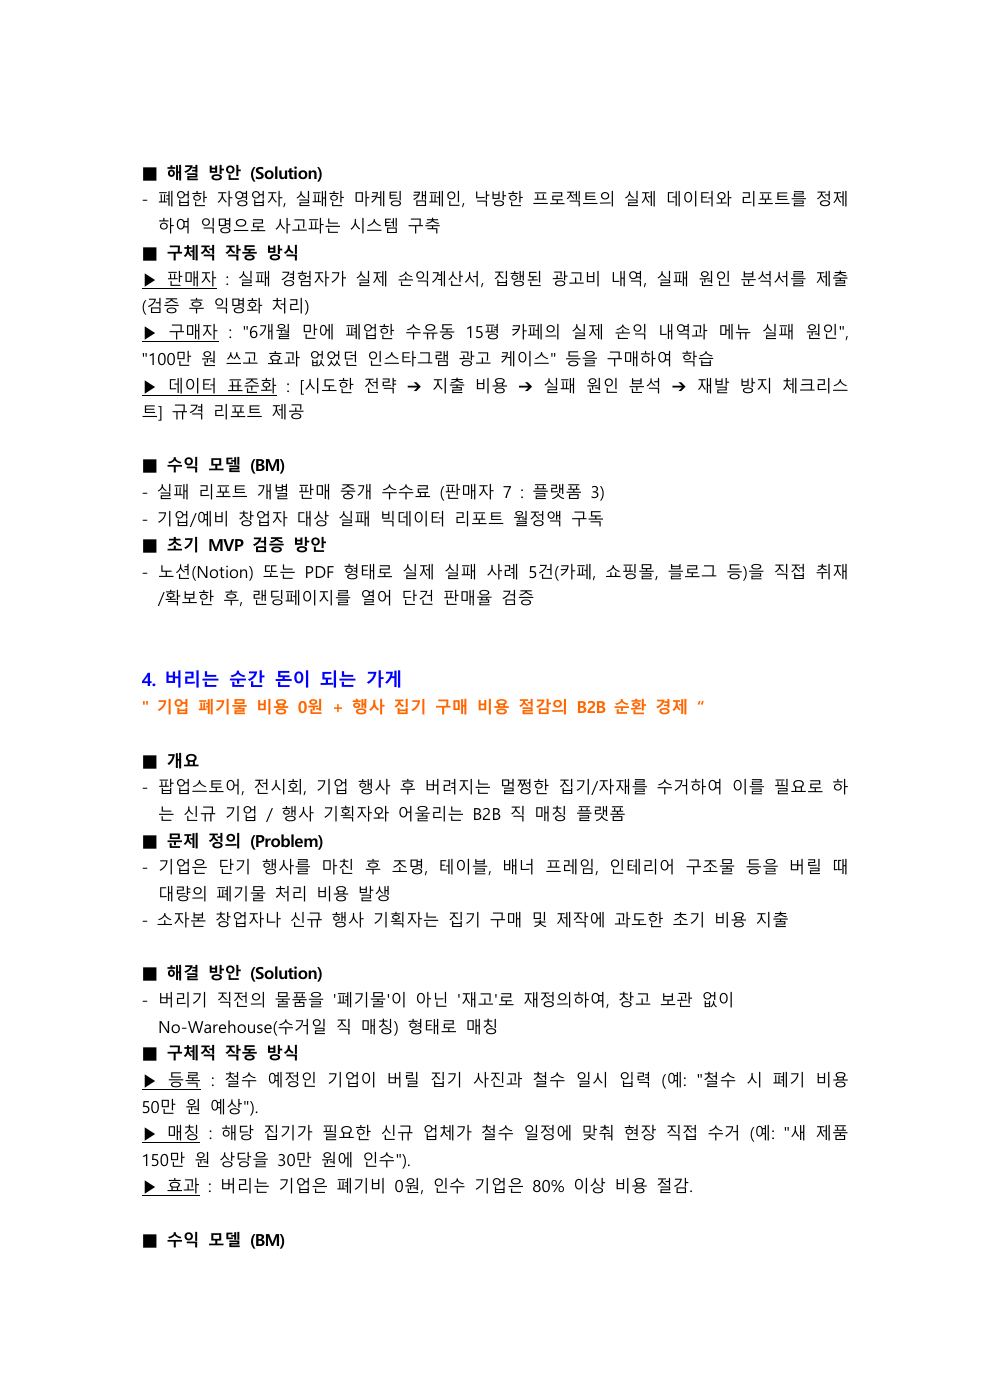 ■ 해결 방안 (Solution)
- 폐업한 자영업자, 실패한 마케팅 캠페인, 낙방한 프로젝트의 실제 데이터와 리포트를 정제
하여 익명으로 사고파는 시스템 구축
■ 구체적 작동 방식
▶ 판매자 : 실패 경험자가 실제 손익계산서, 집행된 광고비 내역, 실패 원인 분석서를 제출
(검증 후 익명화 처리)
▶ 구매자 : "6개월 만에 폐업한 수유동 15평 카페의 실제 손익 내역과 메뉴 실패 원인",
"100만 원 쓰고 효과 없었던 인스타그램 광고 케이스" 등을 구매하여 학습
▶ 데이터 표준화 : [시도한 전략 ➔ 지출 비용 ➔ 실패 원인 분석 ➔ 재발 방지 체크리스
트] 규격 리포트 제공
■ 수익 모델 (BM)
- 실패 리포트 개별 판매 중개 수수료 (판매자 7 : 플랫폼 3)
- 기업/예비 창업자 대상 실패 빅데이터 리포트 월정액 구독
■ 초기 MVP 검증 방안
- 노션(Notion) 또는 PDF 형태로 실제 실패 사례 5건(카페, 쇼핑몰, 블로그 등)을 직접 취재
/확보한 후, 랜딩페이지를 열어 단건 판매율 검증
4. 버리는 순간 돈이 되는 가게
" 기업 폐기물 비용 0원 + 행사 집기 구매 비용 절감의 B2B 순환 경제 “
■ 개요
- 팝업스토어, 전시회, 기업 행사 후 버려지는 멀쩡한 집기/자재를 수거하여 이를 필요로 하
는 신규 기업 / 행사 기획자와 어울리는 B2B 직 매칭 플랫폼
■ 문제 정의 (Problem)
- 기업은 단기 행사를 마친 후 조명, 테이블, 배너 프레임, 인테리어 구조물 등을 버릴 때
대량의 폐기물 처리 비용 발생
- 소자본 창업자나 신규 행사 기획자는 집기 구매 및 제작에 과도한 초기 비용 지출
■ 해결 방안 (Solution)
- 버리기 직전의 물품을 '폐기물'이 아닌 '재고'로 재정의하여, 창고 보관 없이
No-Warehouse(수거일 직 매칭) 형태로 매칭
■ 구체적 작동 방식
▶ 등록 : 철수 예정인 기업이 버릴 집기 사진과 철수 일시 입력 (예: "철수 시 폐기 비용
50만 원 예상").
▶ 매칭 : 해당 집기가 필요한 신규 업체가 철수 일정에 맞춰 현장 직접 수거 (예: "새 제품
150만 원 상당을 30만 원에 인수").
▶ 효과 : 버리는 기업은 폐기비 0원, 인수 기업은 80% 이상 비용 절감.
■ 수익 모델 (BM)